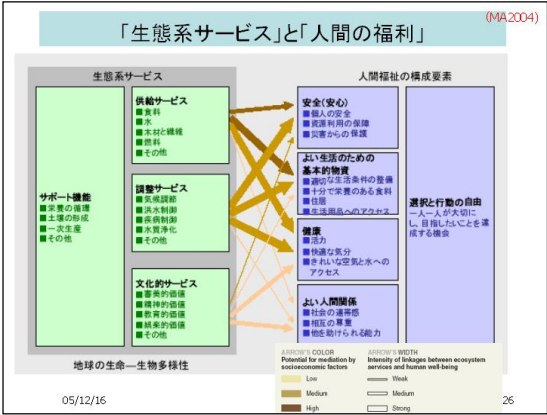 (MA2004)
「生態系サービス」と「人間の福利」
生態系サービス
人間福祉の構成要素
サポート機能
■栄養の循環
■土壌の形成
■一次生産
■その他
供給サービス
■食料
■水
■木材と繊維
■燃料
■その他
調整サービス
■気候調節
■洪水制御
■疾病制御
■水質浄化
■その他
文化的サービス
■審美的価値
■精神的価値
■教育的価値
■娯楽的価値
■その他
安全(安心)
■個人の安全
■資源利用の保障
■災害からの保護
よい生活のための
基本的物資
■適切な生活条件の整備
■十分で栄養のある食料
■住居
■生活用品へのアクセス
健康
■活力
■快適な気分
■きれいな空気と水への
アクセス
よい人間関係
■社会の連帯感
■相互の尊重
■他を助けられる能力
選択と行動の自由
一人一人が大切に
し、目指したいことを達
成する機会
地球の生命―生物多様性
ARROW'S COLOR
Potential for mediation by
socioeconomic factors
Low
Medium
High
ARROW'S WIDTH
Intensity of linkages between ecosystem
services and human well-being
Weak
Medium
Strong
05/12/16
26